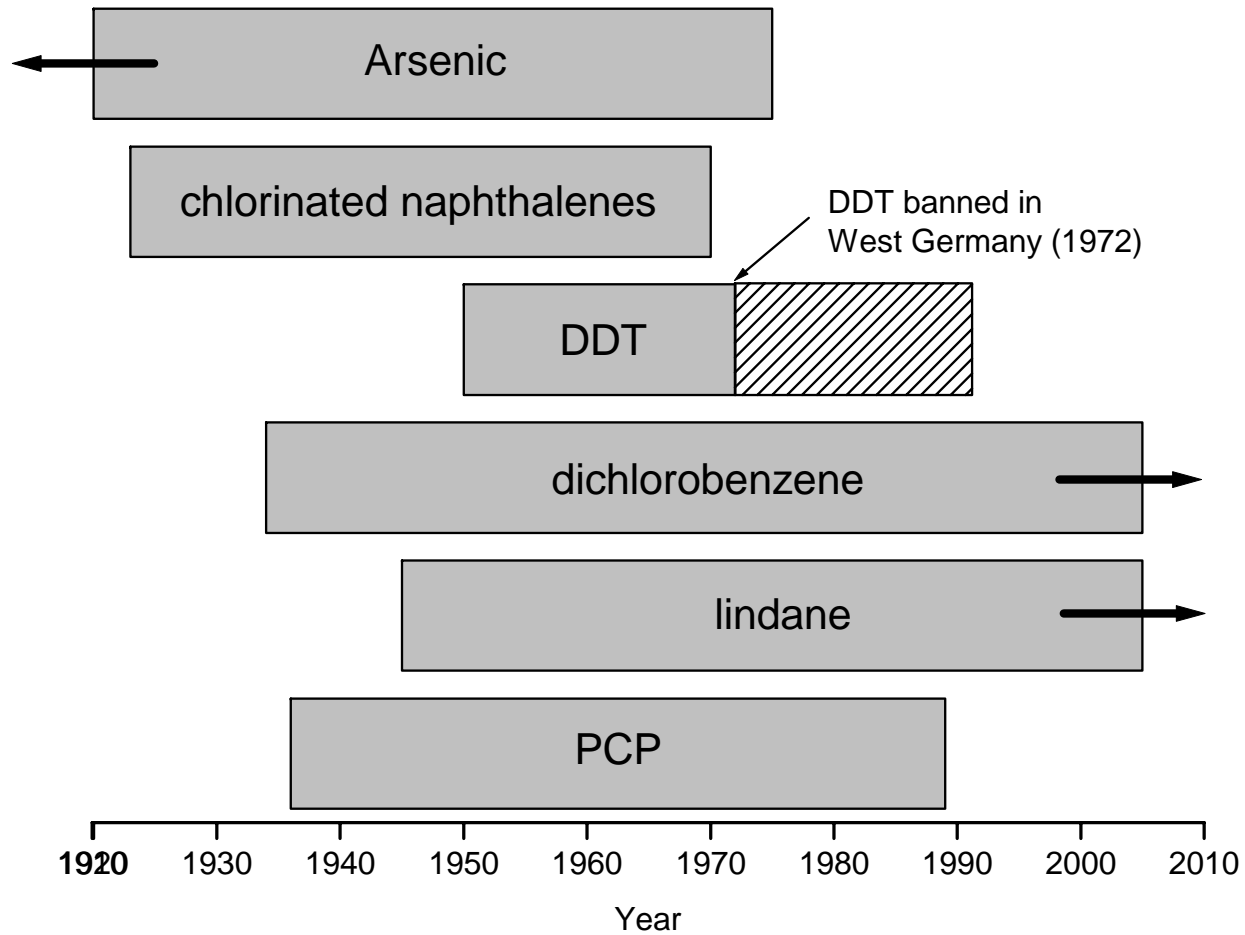 Arsenic
chlorinated naphthalenes
DDT banned in
West Germany (1972)
DDT
dichlorobenzene
lindane
PCP
1930 1940 1950 1960 1970 1980 1990 2000 2010
Year